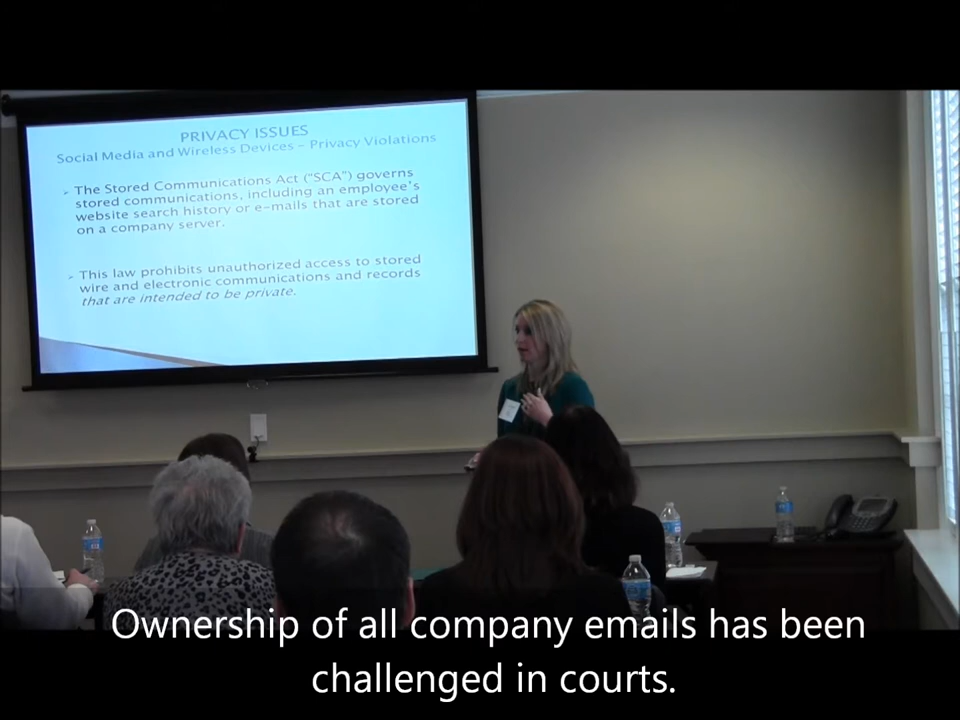 PRIVACY ISSUES
Social Media and Wireless Devices – Privacy Violations
➢ The Stored Communications Act ("SCA") governs
stored communications, including an employee's
website search history or e-mails that are stored
on a company server.
➢ This law prohibits unauthorized access to stored
wire and electronic communications and records
that are intended to be private.
Ownership of all company emails has been
challenged in courts.